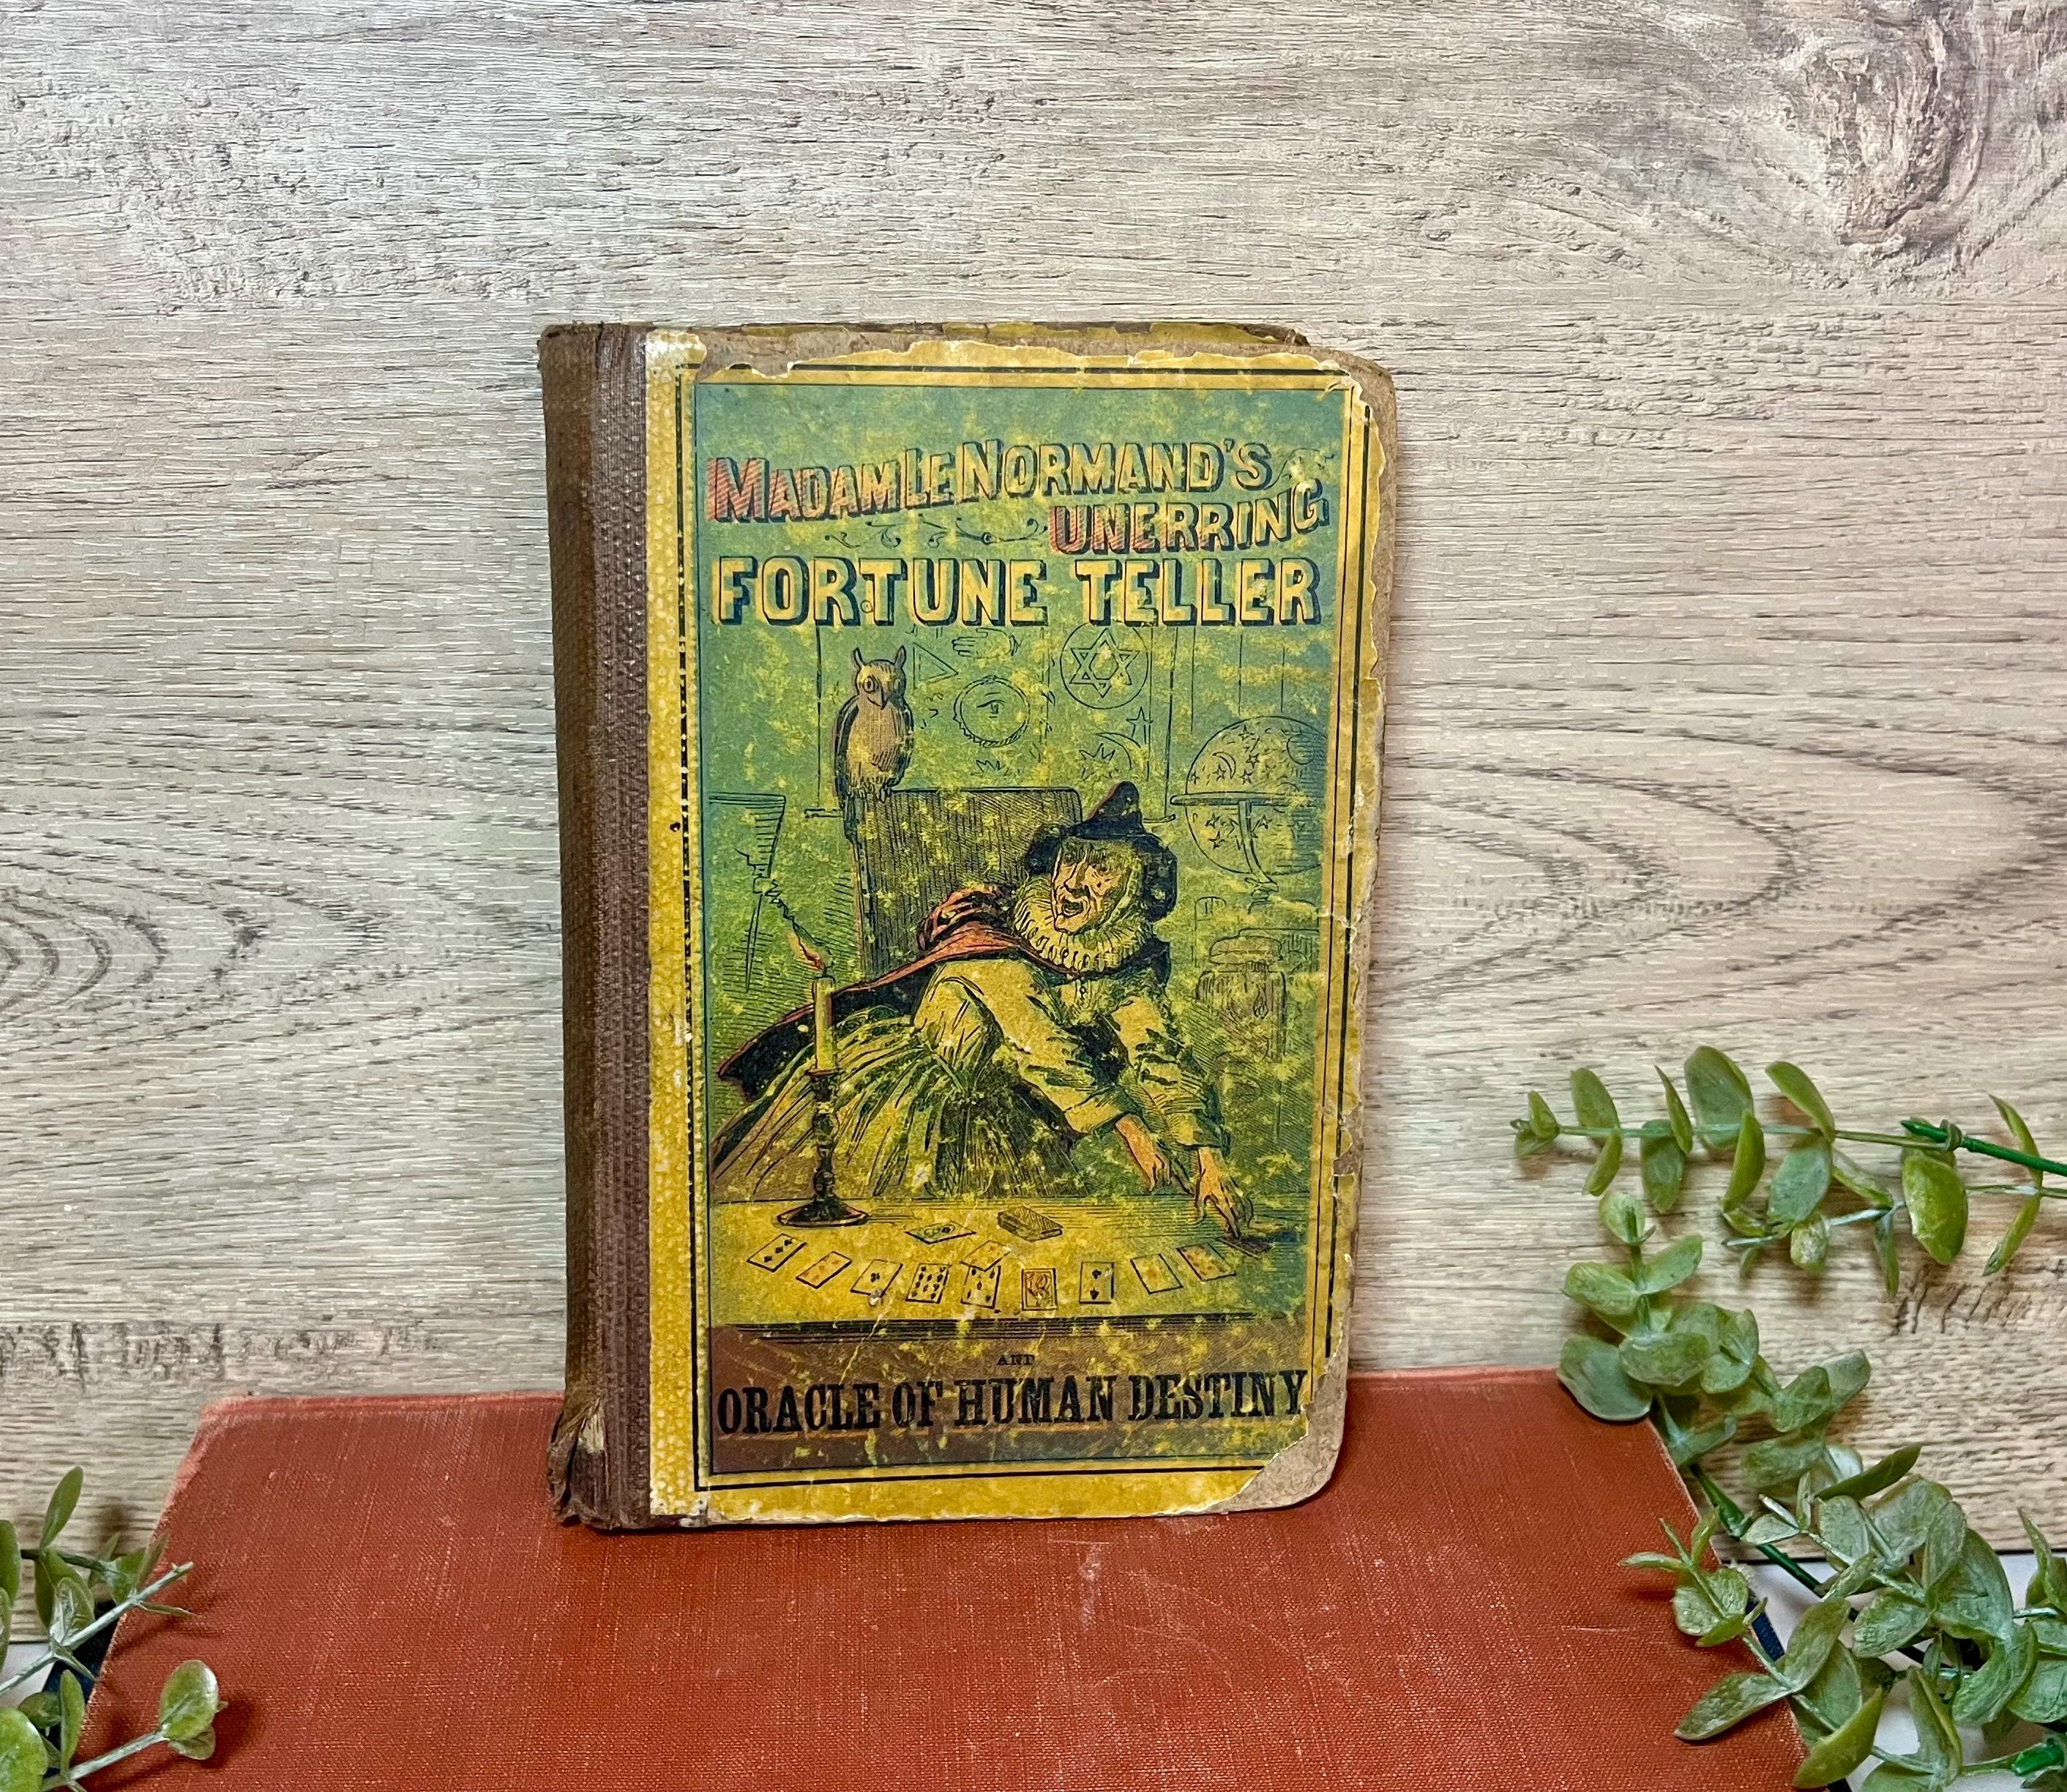 MADAM LE NORMAND'S
UNERRING
FORTUNE TELLER
AND
ORACLE OF HUMAN DESTINY